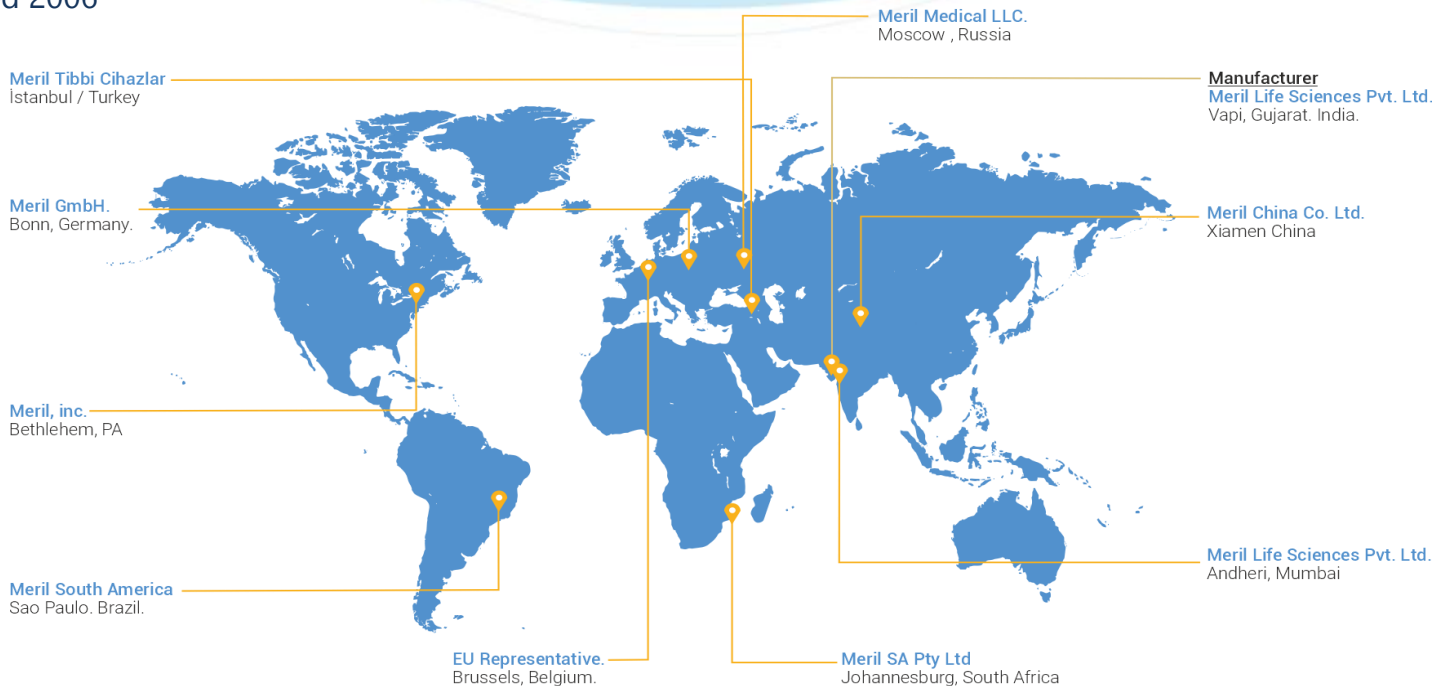 2006
Meril Medical LLC.
Moscow , Russia
Meril Tibbi Cihazlar
İstanbul / Turkey
Manufacturer
Meril Life Sciences Pvt. Ltd.
Vapi, Gujarat. India.
Meril GmbH.
Bonn, Germany.
Meril China Co. Ltd.
Xiamen China
Meril, inc.
Bethlehem, PA
Meril Life Sciences Pvt. Ltd.
Andheri, Mumbai
Meril South America
Sao Paulo. Brazil.
EU Representative.
Brussels, Belgium.
Meril SA Pty Ltd
Johannesburg, South Africa